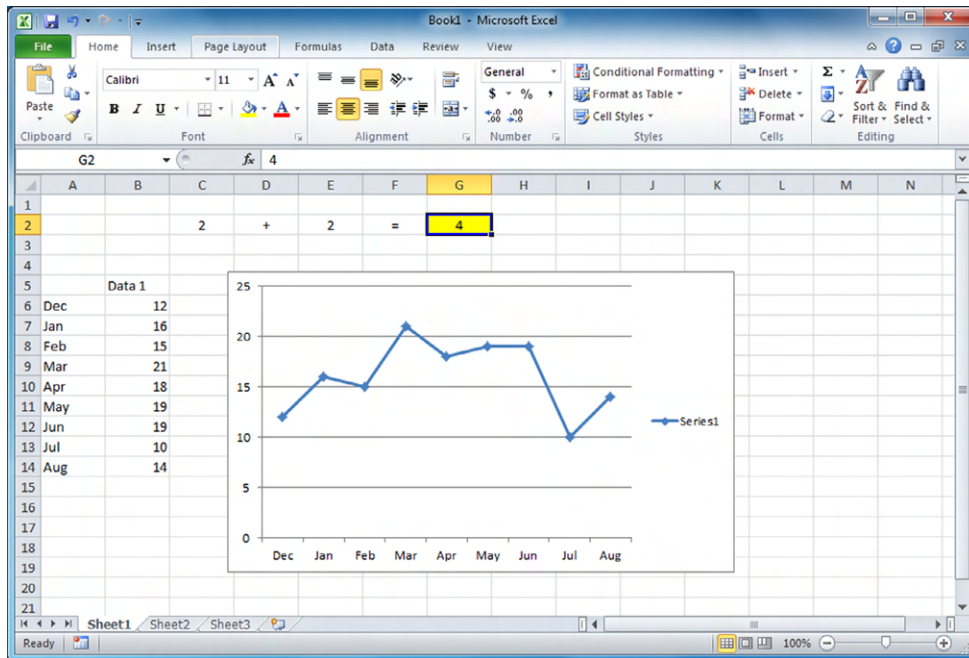 Book1 - Microsoft Excel
File Home Insert Page Layout Formulas Data Review View
Calibri 11 A A General Conditional Formatting Insert Σ
Paste B I U A $ % , Format as Table Delete Sort & Filter Find & Select
Cell Styles Format
Clipboard Font Alignment Number Styles Cells Editing
G2 fx 4
A B C D E F G H I J K L M N
1
2 2 + 2 = 4
3
4
5 Data 1
6 Dec 12
7 Jan 16
8 Feb 15
9 Mar 21
10 Apr 18
11 May 19
12 Jun 19
13 Jul 10
14 Aug 14
15
16
17
18
19
20
21
25
20
15
10
5
0
Dec Jan Feb Mar Apr May Jun Jul Aug
Series1
Sheet1 Sheet2 Sheet3
Ready 100%